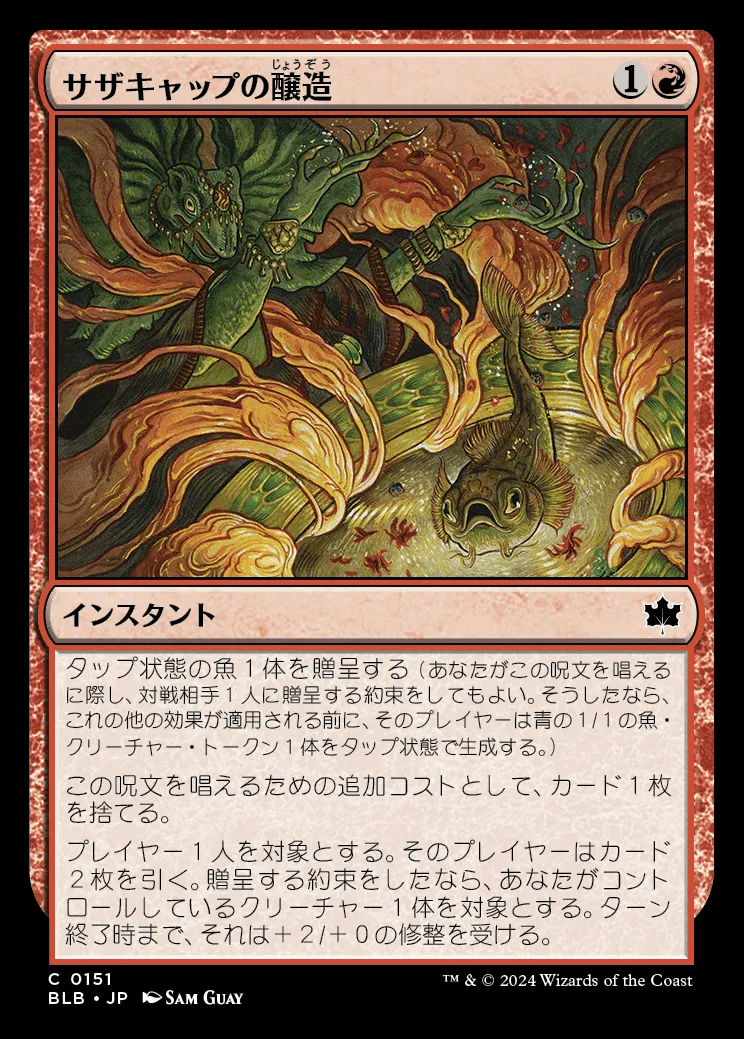 サザキャップの醸造
じょうぞう
1
インスタント
タップ状態の魚1体を贈呈する（あなたがこの呪文を唱える
に際し、対戦相手1人に贈呈する約束をしてもよい。そうしたなら、
これの他の効果が適用される前に、そのプレイヤーは青の1/1の魚・
クリーチャー・トークン1体をタップ状態で生成する。）
この呪文を唱えるための追加コストとして、カード1枚
を捨てる。
プレイヤー1人を対象とする。そのプレイヤーはカード
2枚を引く。贈呈する約束をしたなら、あなたがコント
ロールしているクリーチャー1体を対象とする。ターン
終了時まで、それは＋2/＋0の修整を受ける。
C 0151
BLB • JP SAM GUAY
™ & © 2024 Wizards of the Coast